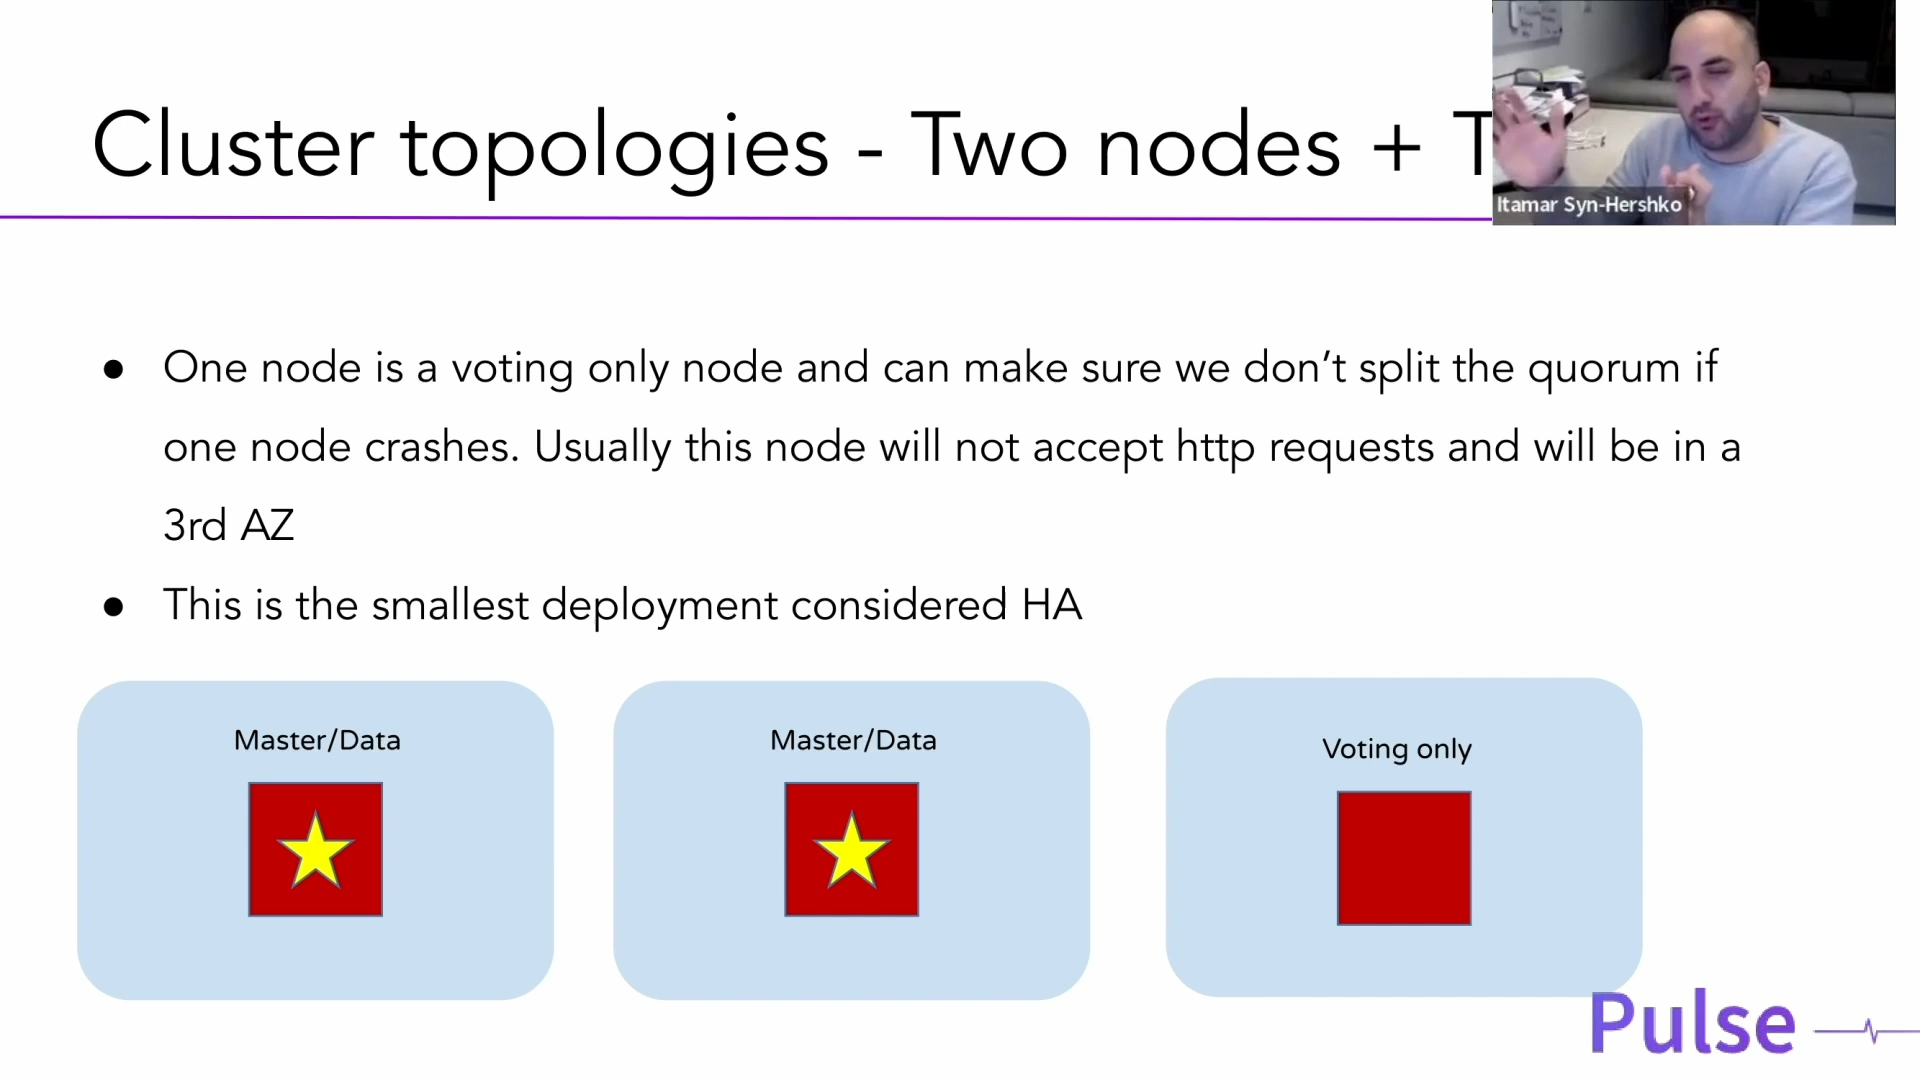 Cluster topologies - Two nodes + T
Itamar Syn-Hershko
● One node is a voting only node and can make sure we don’t split the quorum if
one node crashes. Usually this node will not accept http requests and will be in a
3rd AZ
● This is the smallest deployment considered HA
Master/Data
Master/Data
Voting only
Pulse